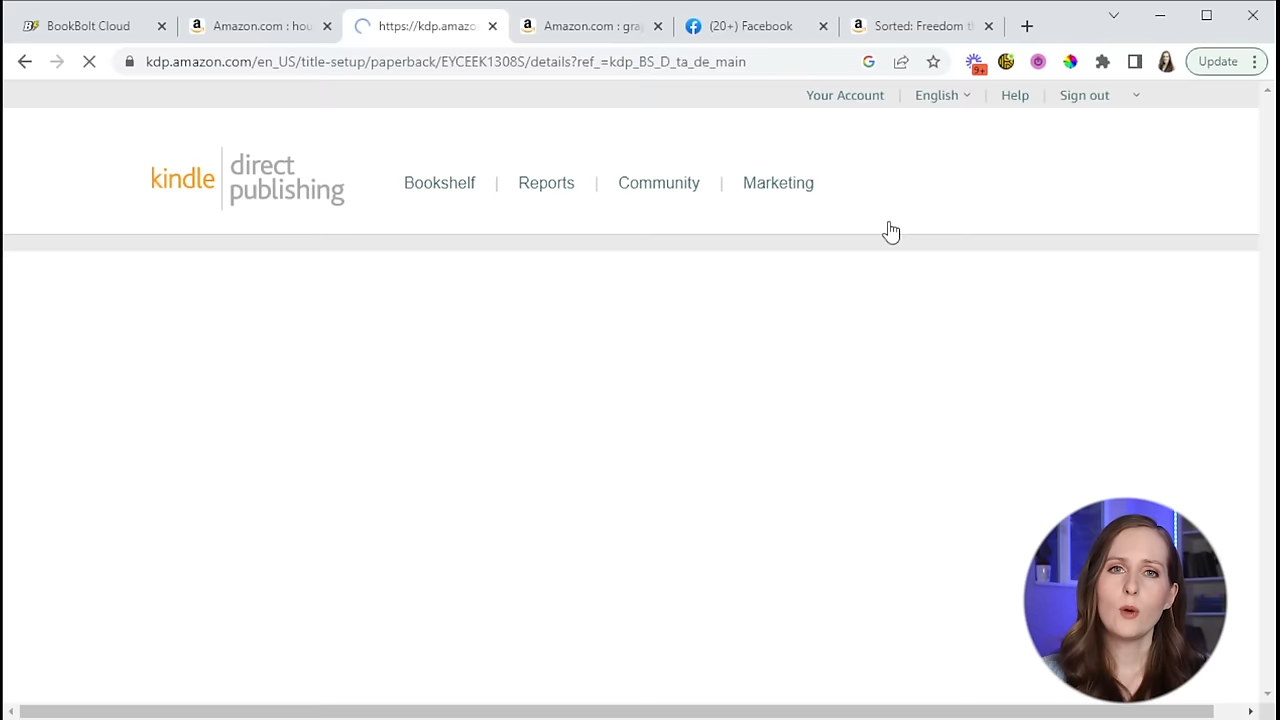 BookBolt Cloud
Amazon.com : hou
https://kdp.amazo
Amazon.com : gra
(20+) Facebook
Sorted: Freedom th
kdp.amazon.com/en_US/title-setup/paperback/EYCEEK1308S/details?ref_=kdp_BS_D_ta_de_main
9+
Update
Your Account | English | Help | Sign out
kindle direct publishing
Bookshelf | Reports | Community | Marketing